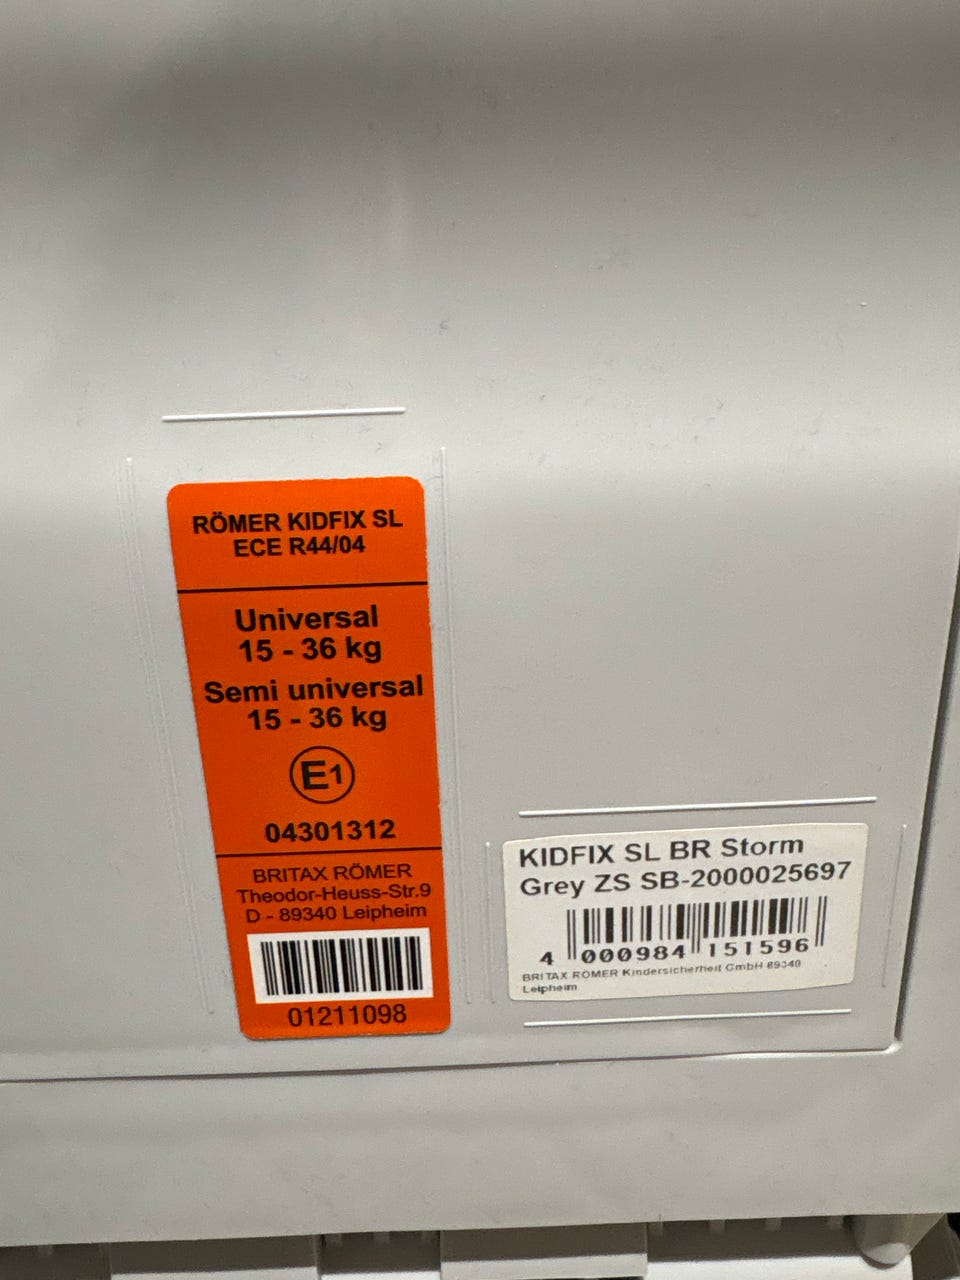 RÖMER KIDFIX SL
ECE R44/04
Universal
15 - 36 kg
Semi universal
15 - 36 kg
E1
04301312
BRITAX RÖMER
Theodor-Heuss-Str.9
D - 89340 Leipheim
01211098
KIDFIX SL BR Storm
Grey ZS SB-2000025697
4 000984 151596
BRITAX RÖMER Kindersicherheit GmbH 89340
Leipheim